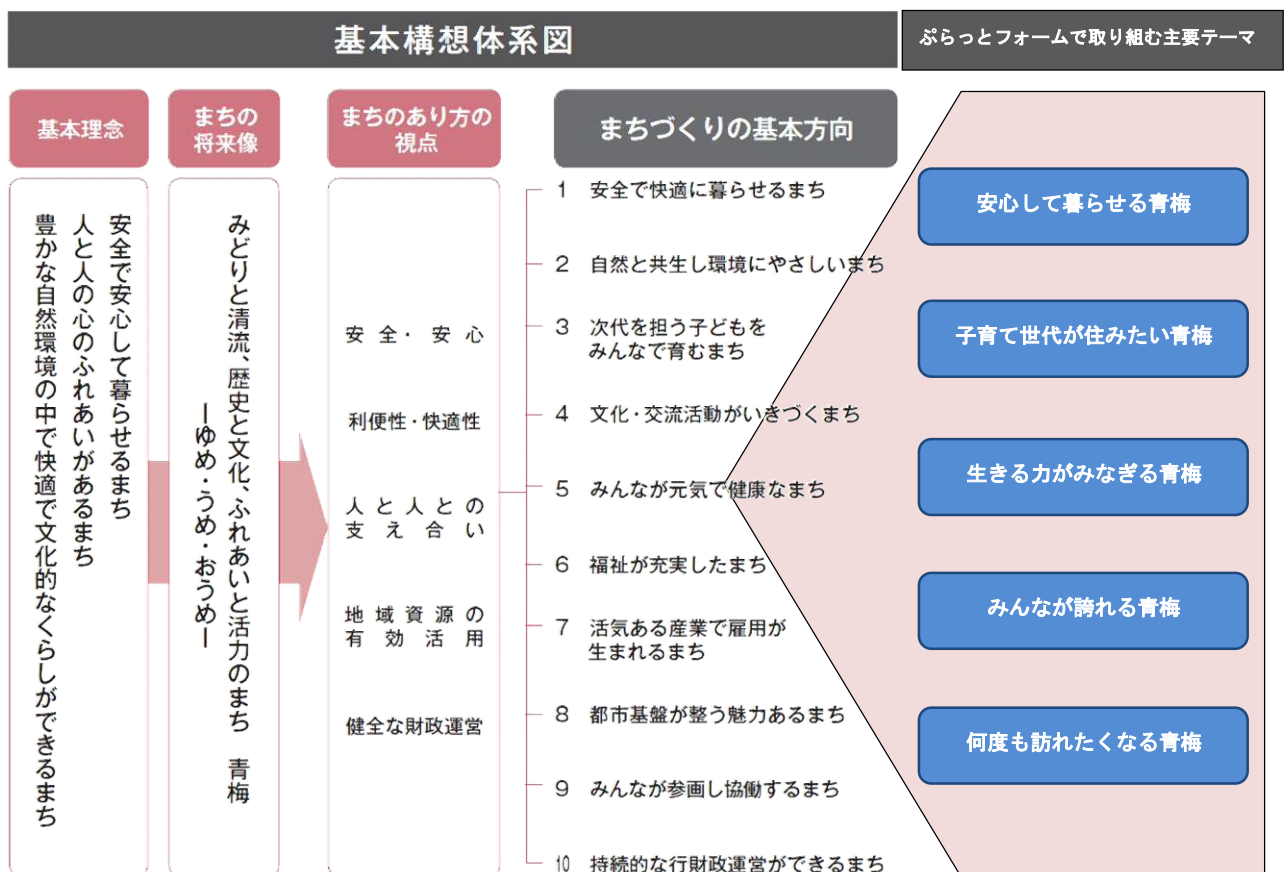 基本構想体系図
ぷらっとフォームで取り組む主要テーマ
基本理念
安全で安心して暮らせるまち
人と人の心のふれあいがあるまち
豊かな自然環境の中で快適で文化的なくらしができるまち
まちの
将来像
みどりと清流、歴史と文化、ふれあいと活力のまち　青梅
ーゆめ・うめ・おうめー
まちのあり方の
視点
安全・安心
利便性・快適性
人と人との
支え合い
地域資源の
有効活用
健全な財政運営
まちづくりの基本方向
1 安全で快適に暮らせるまち
2 自然と共生し環境にやさしいまち
3 次代を担う子どもを
みんなで育むまち
4 文化・交流活動がいきづくまち
5 みんなが元気で健康なまち
6 福祉が充実したまち
7 活気ある産業で雇用が
生まれるまち
8 都市基盤が整う魅力あるまち
9 みんなが参画し協働するまち
10 持続的な行財政運営ができるまち
安心して暮らせる青梅
子育て世代が住みたい青梅
生きる力がみなぎる青梅
みんなが誇れる青梅
何度も訪れたくなる青梅